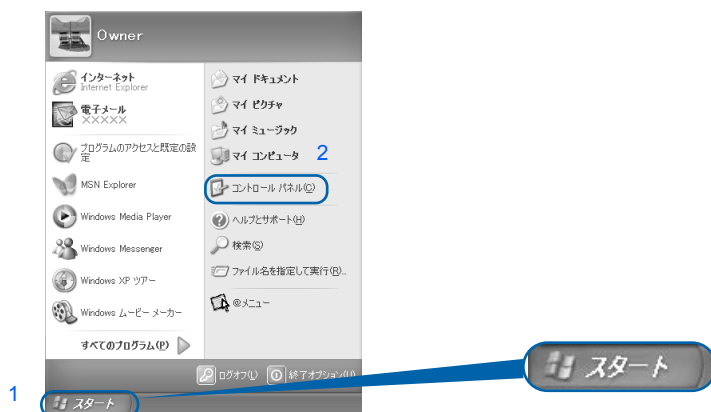 Owner
インターネット
Internet Explorer
電子メール
×××××
プログラムのアクセスと既定の設
定
MSN Explorer
Windows Media Player
Windows Messenger
Windows XP ツアー
Windows ムービー メーカー
すべてのプログラム(P)
マイ ドキュメント
マイ ピクチャ
マイ ミュージック
マイ コンピュータ
2
コントロール パネル(C)
ヘルプとサポート(H)
検索(S)
ファイル名を指定して実行(R)...
@メニュー
ログオフ(L)
終了オプション(U)
1
スタート
スタート